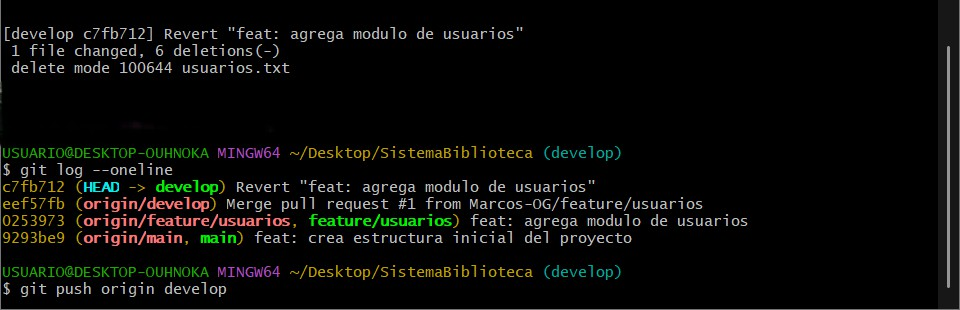 [develop c7fb712] Revert "feat: agrega modulo de usuarios"
 1 file changed, 6 deletions(-)
 delete mode 100644 usuarios.txt
USUARIO@DESKTOP-OUHNOKA MINGW64 ~/Desktop/SistemaBiblioteca (develop)
$ git log --oneline
c7fb712 (HEAD -> develop) Revert "feat: agrega modulo de usuarios"
eef57fb (origin/develop) Merge pull request #1 from Marcos-OG/feature/usuarios
0253973 (origin/feature/usuarios, feature/usuarios) feat: agrega modulo de usuarios
9293be9 (origin/main, main) feat: crea estructura inicial del proyecto
USUARIO@DESKTOP-OUHNOKA MINGW64 ~/Desktop/SistemaBiblioteca (develop)
$ git push origin develop